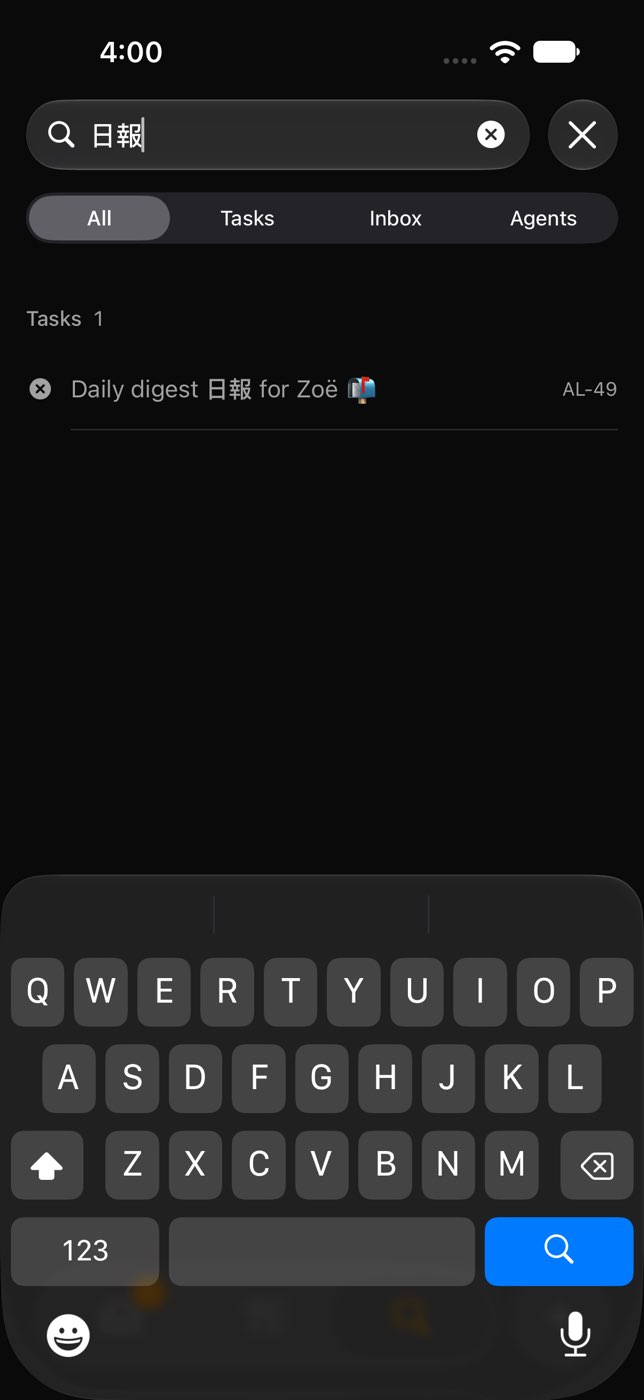 4:00
日報
All Tasks Inbox Agents
Tasks 1
Daily digest 日報 for Zoë 📬 AL-49
Q W E R T Y U I O P
A S D F G H J K L
Z X C V B N M
123